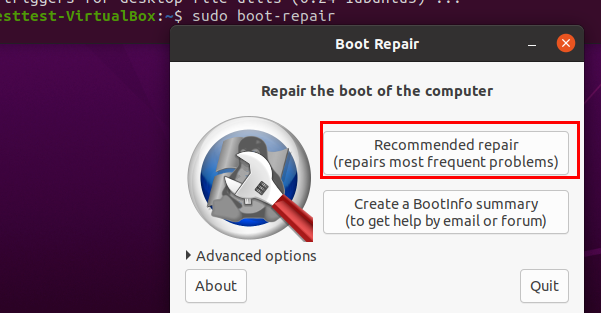 triggers for desktop-file-utils (0.24-1ubuntu3) ...
esttest-VirtualBox:~$ sudo boot-repair
Boot Repair
Repair the boot of the computer
Recommended repair
(repairs most frequent problems)
Create a BootInfo summary
(to get help by email or forum)
Advanced options
About
Quit